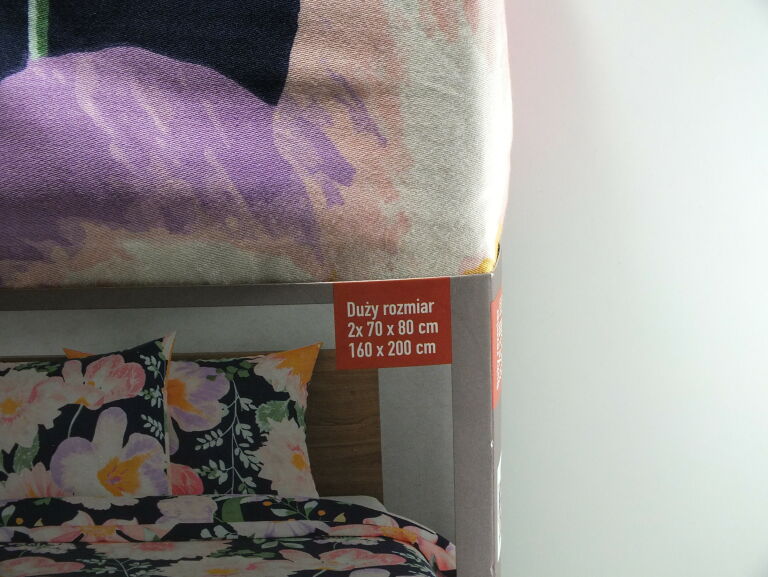 Duży rozmiar
2x 70 x 80 cm
160 x 200 cm